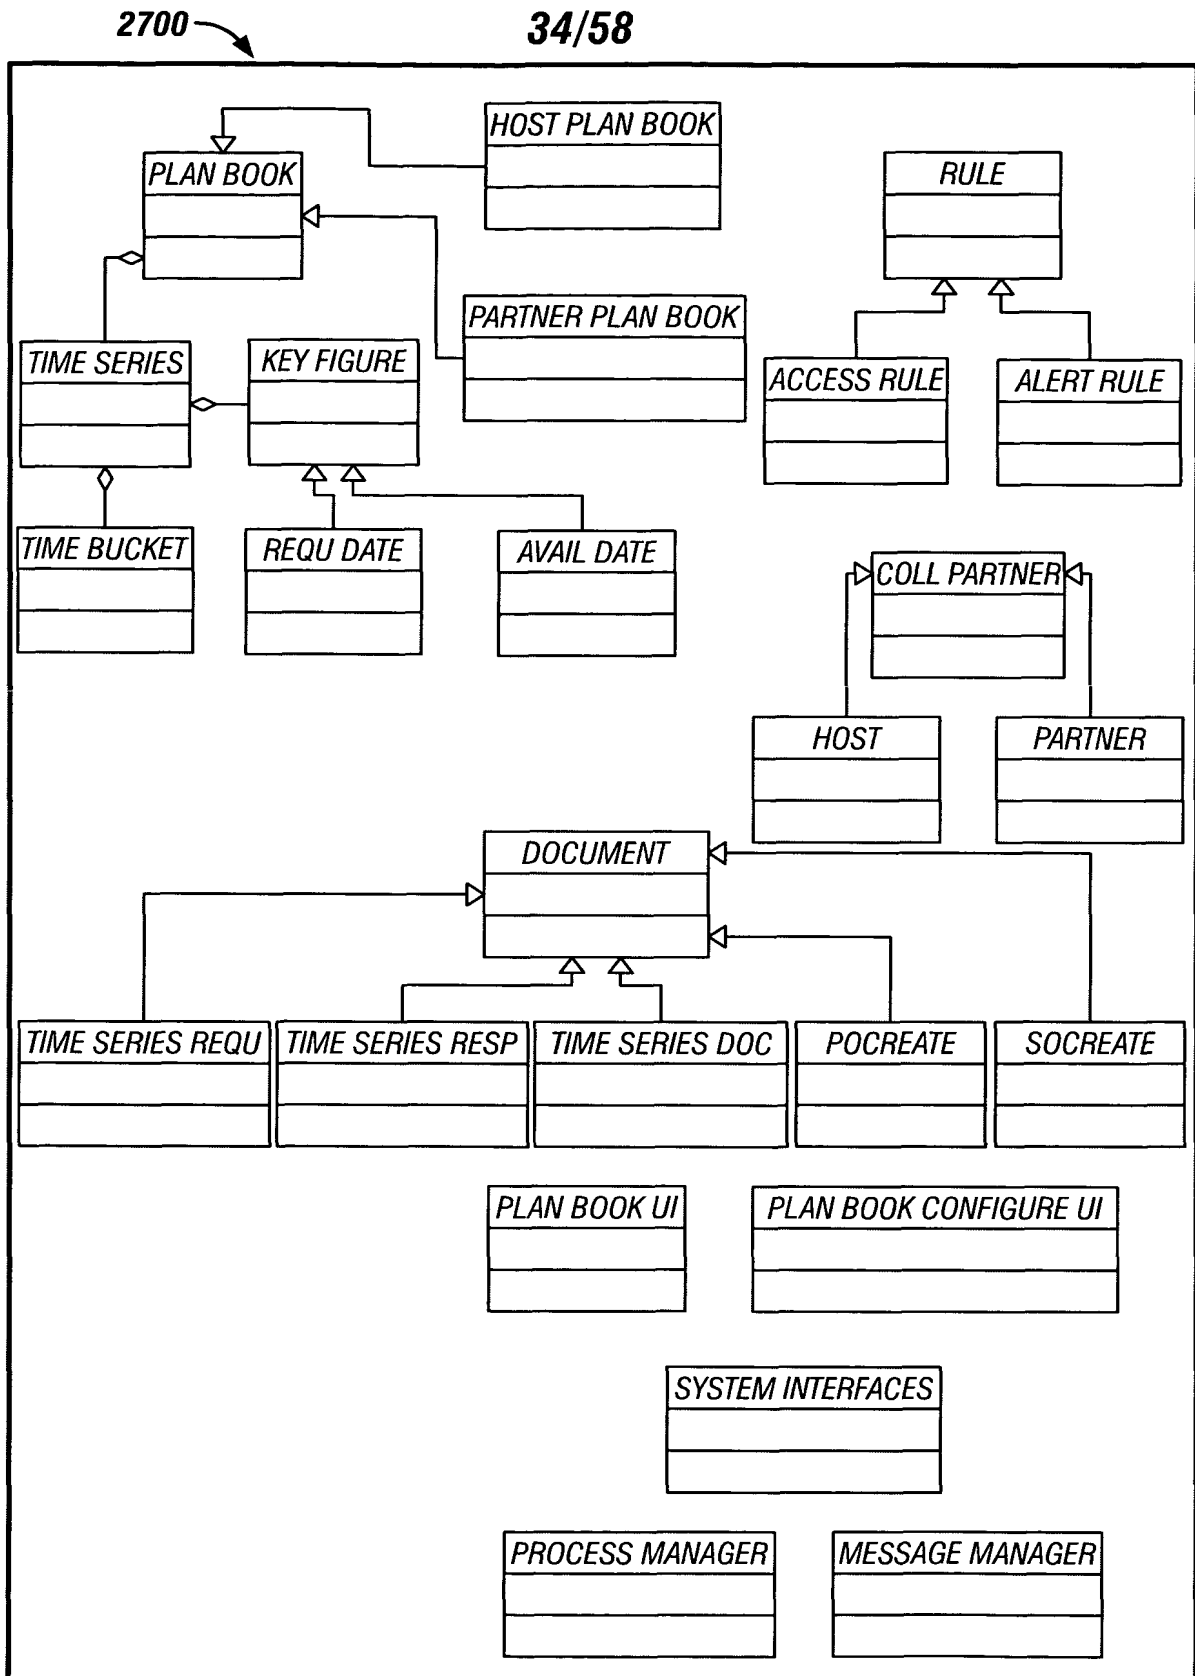 2700
34/58
HOST PLAN BOOK
PLAN BOOK
RULE
PARTNER PLAN BOOK
TIME SERIES
KEY FIGURE
ACCESS RULE
ALERT RULE
TIME BUCKET
REQU DATE
AVAIL DATE
COLL PARTNER
HOST
PARTNER
DOCUMENT
TIME SERIES REQU
TIME SERIES RESP
TIME SERIES DOC
POCREATE
SOCREATE
PLAN BOOK UI
PLAN BOOK CONFIGURE UI
SYSTEM INTERFACES
PROCESS MANAGER
MESSAGE MANAGER